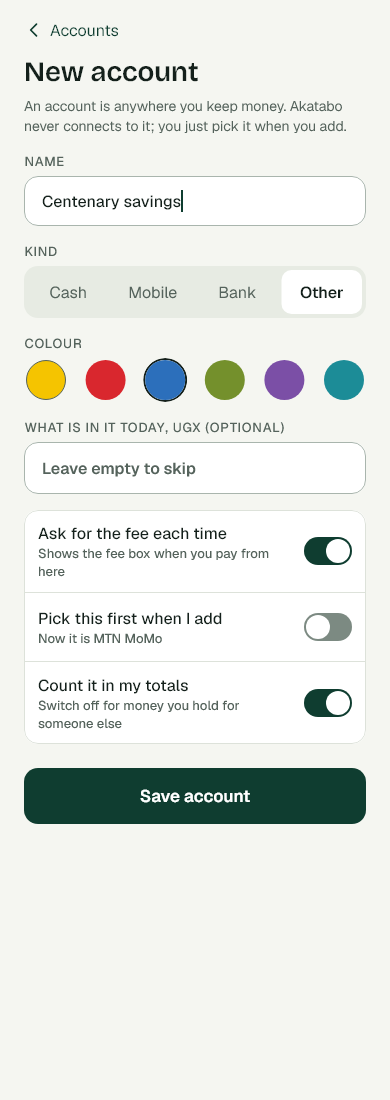 Accounts
New account
An account is anywhere you keep money. Akatabo
never connects to it; you just pick it when you add.
NAME
Centenary savings
KIND
Cash Mobile Bank Other
COLOUR
WHAT IS IN IT TODAY, UGX (OPTIONAL)
Leave empty to skip
Ask for the fee each time
Shows the fee box when you pay from
here
Pick this first when I add
Now it is MTN MoMo
Count it in my totals
Switch off for money you hold for
someone else
Save account